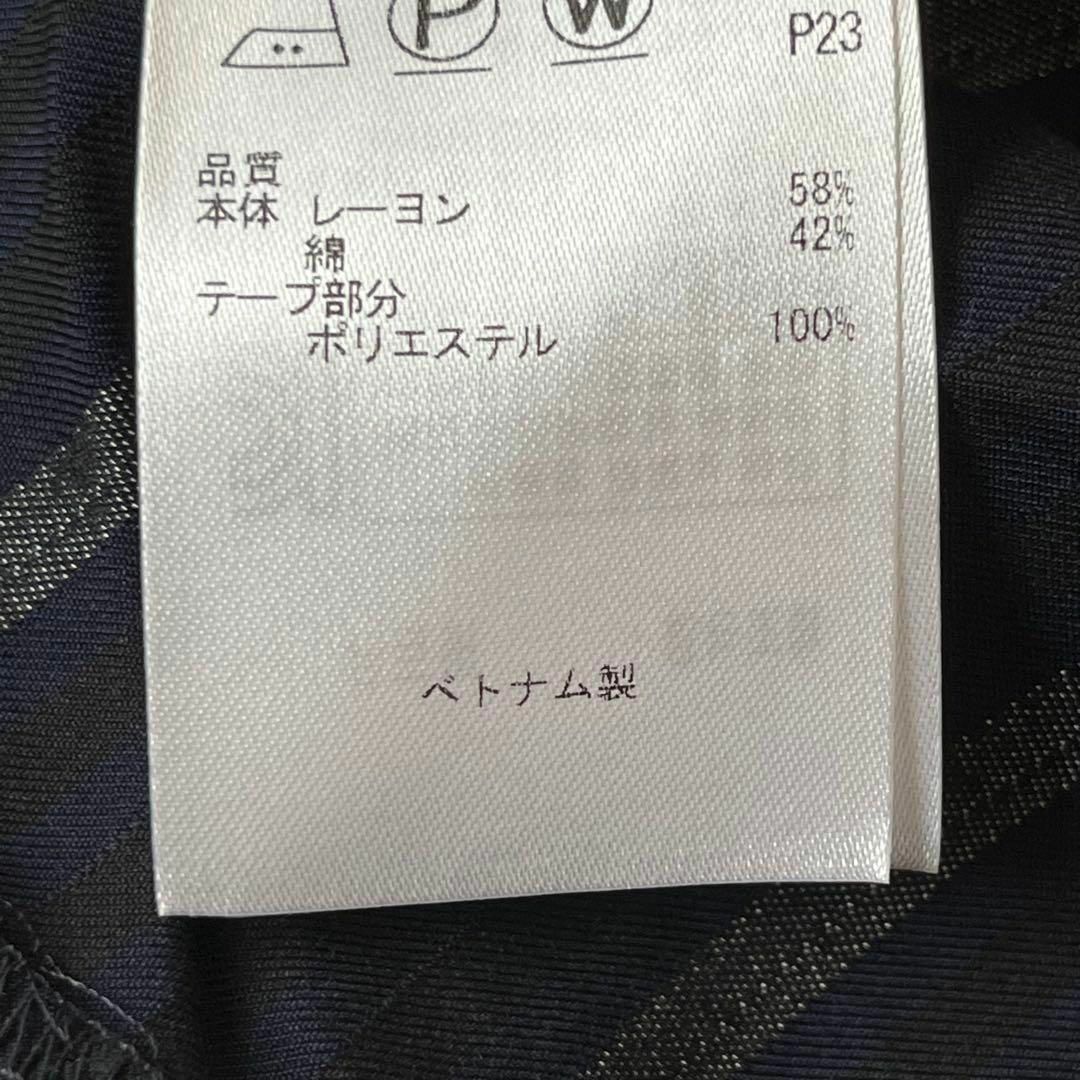 P W P23
品質
本体 レーヨン 58%
綿 42%
テープ部分
ポリエステル 100%
ベトナム製